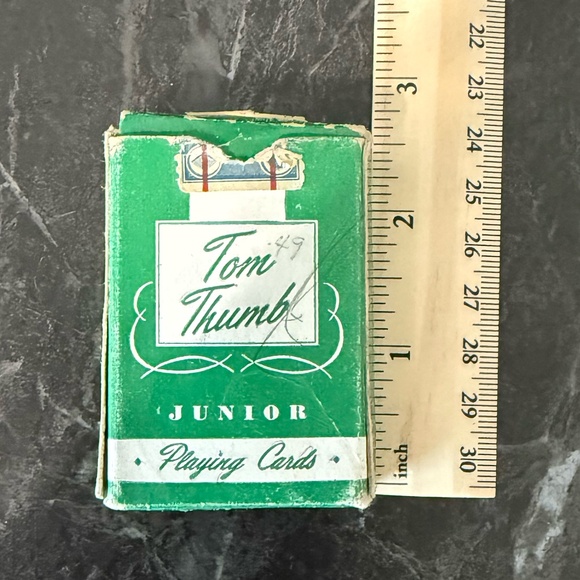 Tom
.49
Thumb
JUNIOR
Playing Cards
3
2
1
inch
22
23
24
25
26
27
28
29
30